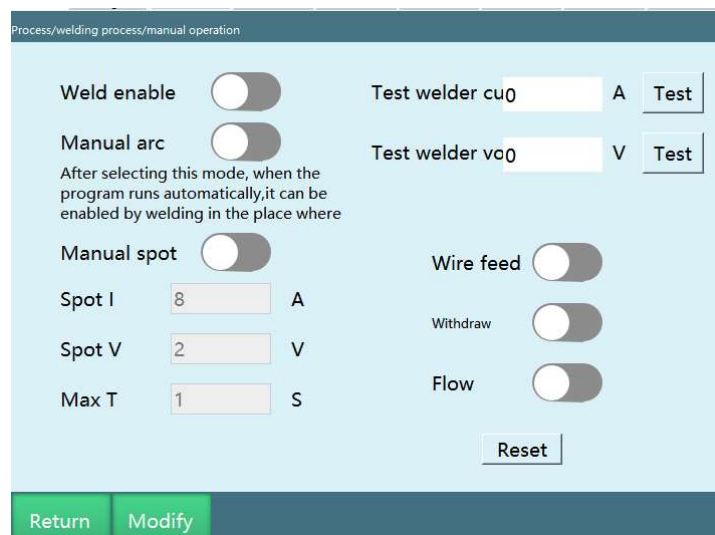 Process/welding process/manual operation
Weld enable
Test welder cu0 A Test
Manual arc
Test welder vo0 V Test
After selecting this mode, when the
program runs automatically,it can be
enabled by welding in the place where
Manual spot
Wire feed
Spot I 8 A
Withdraw
Spot V 2 V
Flow
Max T 1 S
Reset
Return Modify